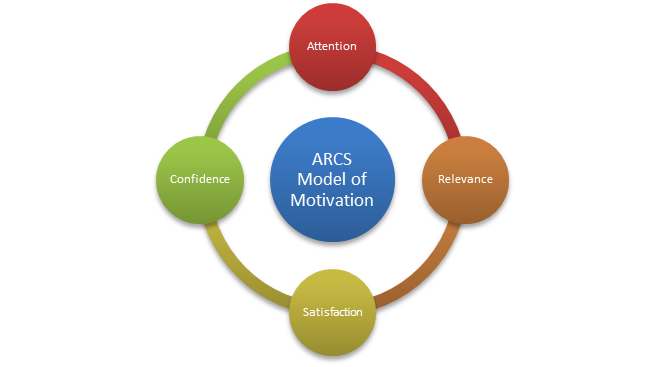 Attention
Confidence
ARCS
Model of
Motivation
Relevance
Satisfaction